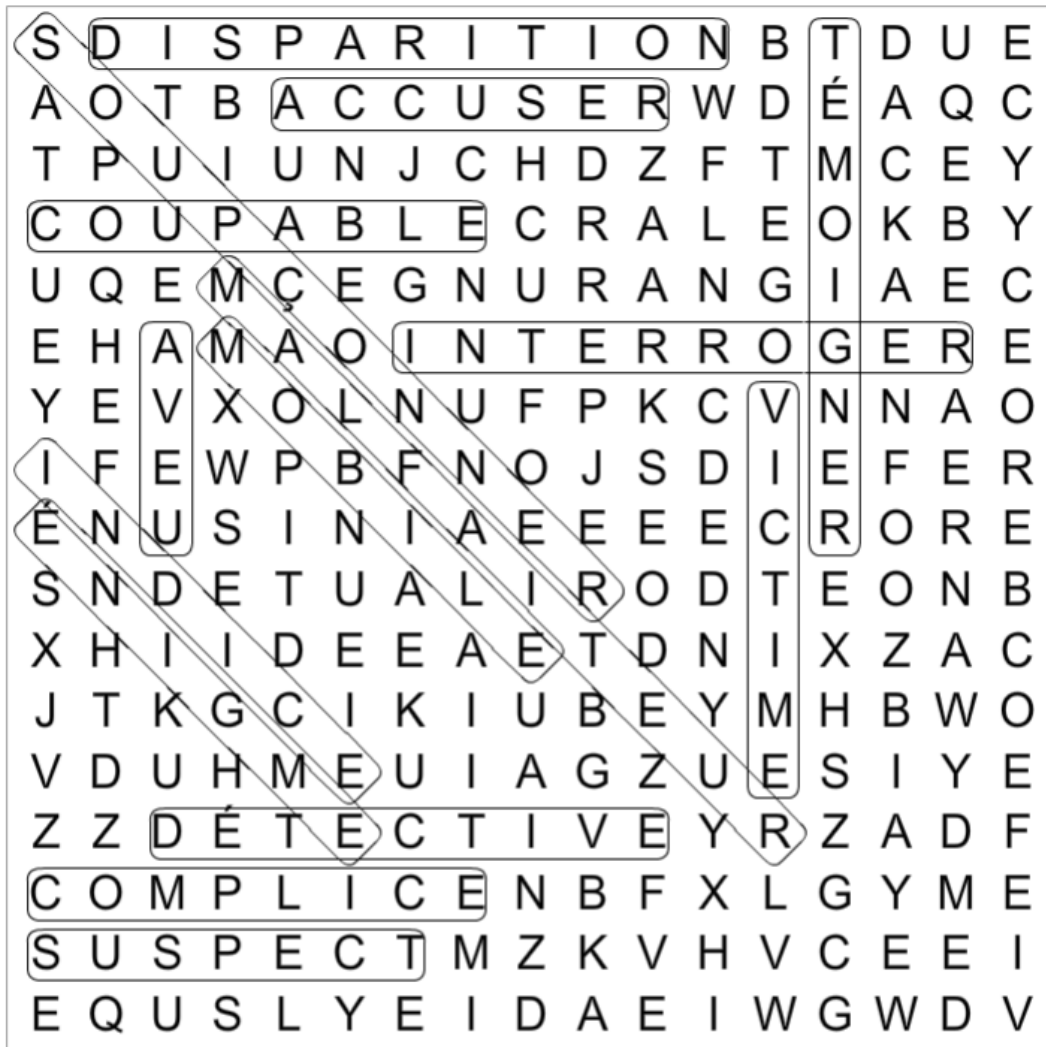 S D I S P A R I T I O N B T D U E
A O T B A C C U S E R W D É A Q C
T P U I U N J C H D Z F T M C E Y
C O U P A B L E C R A L E O K B Y
U Q E M Ç E G N U R A N G I A E C
E H A M A O I N T E R R O G E R E
Y E V X O L N U F P K C V N N A O
I F E W P B F N O J S D I E F E R
É N U S I N I A E E E E C R O R E
S N D E T U A L I R O D T E O N B
X H I I D E E A E T D N I X Z A C
J T K G C I K I U B E Y M H B W O
V D U H M E U I A G Z U E S I Y E
Z Z D É T E C T I V E Y R Z A D F
C O M P L I C E N B F X L G Y M E
S U S P E C T M Z K V H V C E E I
E Q U S L Y E I D A E I W G W D V